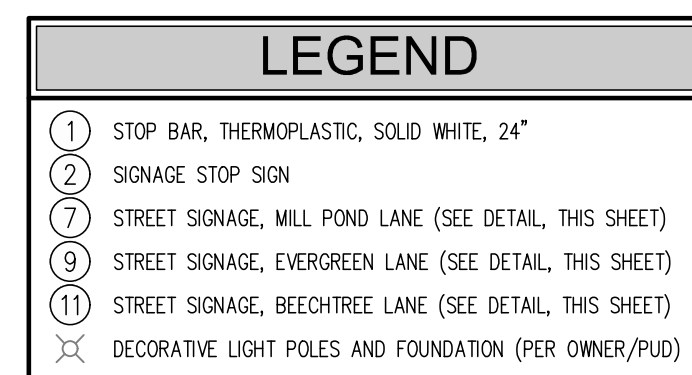 LEGEND
1 STOP BAR, THERMOPLASTIC, SOLID WHITE, 24"
2 SIGNAGE STOP SIGN
7 STREET SIGNAGE, MILL POND LANE (SEE DETAIL, THIS SHEET)
9 STREET SIGNAGE, EVERGREEN LANE (SEE DETAIL, THIS SHEET)
11 STREET SIGNAGE, BEECHTREE LANE (SEE DETAIL, THIS SHEET)
DECORATIVE LIGHT POLES AND FOUNDATION (PER OWNER/PUD)